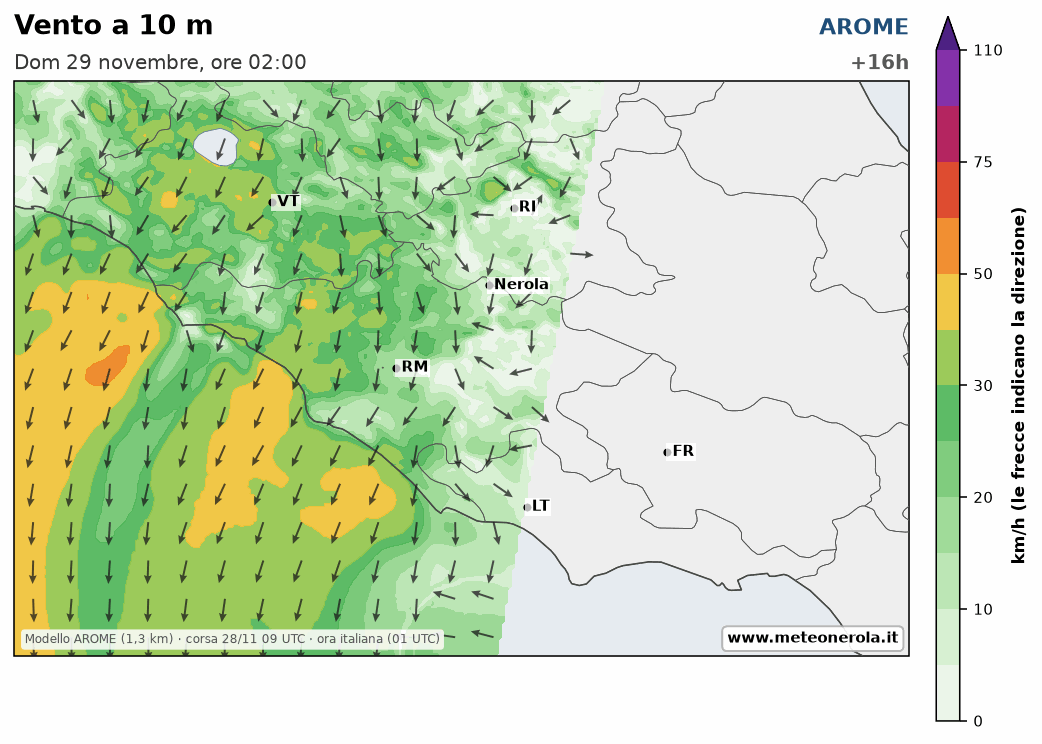 Vento a 10 m
AROME
Dom 29 novembre, ore 02:00
+16h
110
75
50
30
20
10
0
km/h (le frecce indicano la direzione)
VT
RI
Nerola
RM
FR
LT
Modello AROME (1,3 km) · corsa 28/11 09 UTC · ora italiana (01 UTC)
www.meteonerola.it